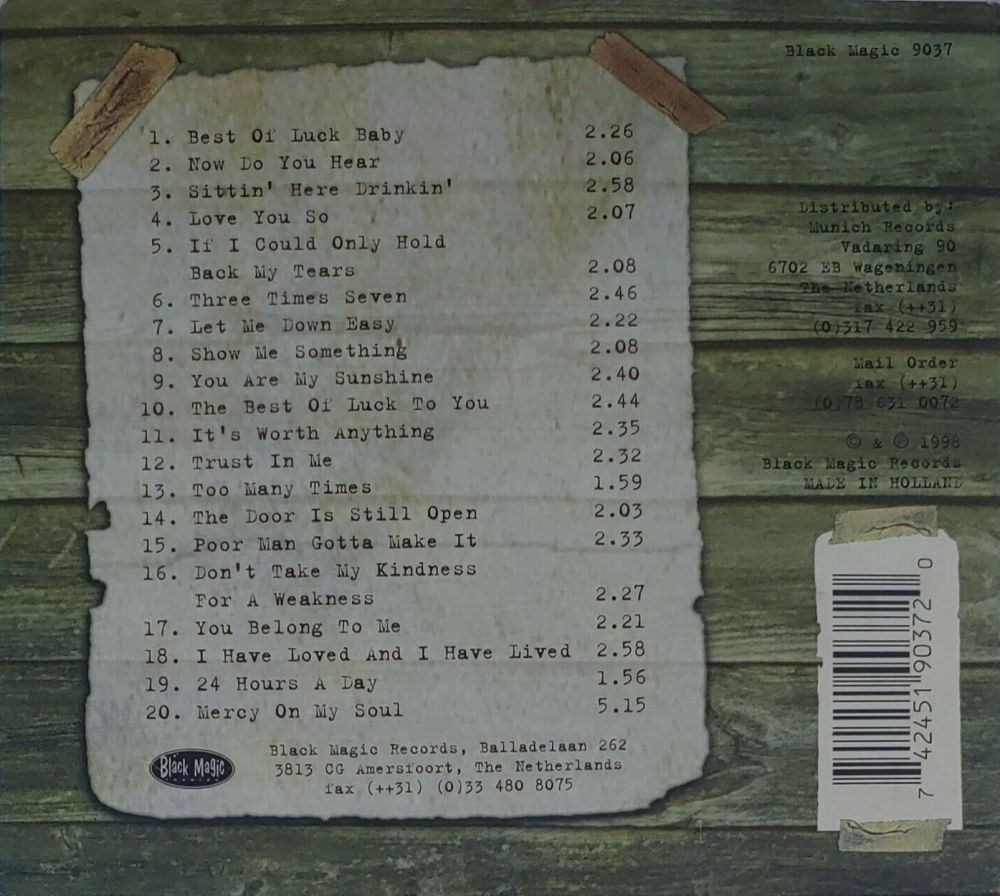 Black Magic 9037
1. Best Of Luck Baby 2.26
2. Now Do You Hear 2.06
3. Sittin' Here Drinkin' 2.58
4. Love You So 2.07
5. If I Could Only Hold
Back My Tears 2.08
6. Three Times Seven 2.46
7. Let Me Down Easy 2.22
8. Show Me Something 2.08
9. You Are My Sunshine 2.40
10. The Best Of Luck To You 2.44
11. It's Worth Anything 2.35
12. Trust In Me 2.32
13. Too Many Times 1.59
14. The Door Is Still Open 2.03
15. Poor Man Gotta Make It 2.33
16. Don't Take My Kindness
For A Weakness 2.27
17. You Belong To Me 2.21
18. I Have Loved And I Have Lived 2.58
19. 24 Hours A Day 1.56
20. Mercy On My Soul 5.15
Black Magic
Black Magic Records, Balladelaan 262
3813 CG Amersfoort, The Netherlands
fax (++31) (0)33 480 8075
Distributed by:
Munich Records
Vadaring 90
6702 EB Wageningen
The Netherlands
fax (++31)
(0)317 422 959
Mail Order
fax (++31)
(0)78 631 0072
© & ℗ 1998
Black Magic Records
MADE IN HOLLAND
7 42451 90372 0